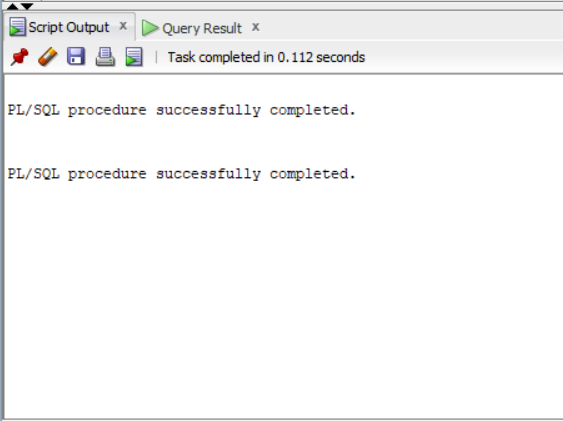 Script Output x Query Result x
Task completed in 0.112 seconds
PL/SQL procedure successfully completed.
PL/SQL procedure successfully completed.